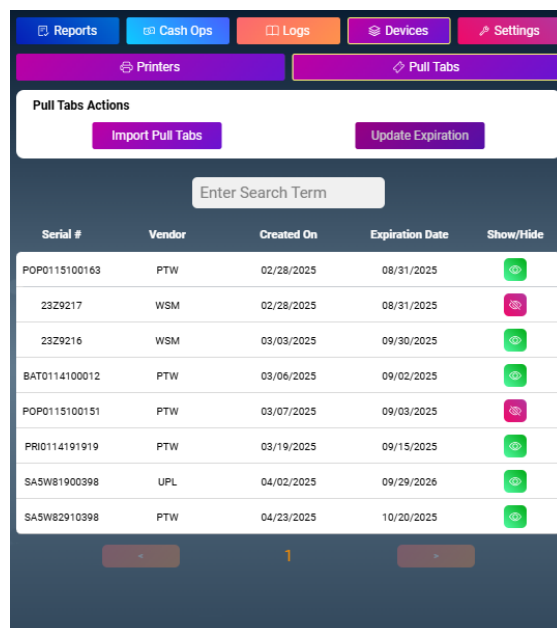 Reports Cash Ops Logs Devices Settings
Printers Pull Tabs
Pull Tabs Actions
Import Pull Tabs Update Expiration
Enter Search Term
Serial # Vendor Created On Expiration Date Show/Hide
POP0115100163 PTW 02/28/2025 08/31/2025
23Z9217 WSM 02/28/2025 08/31/2025
23Z9216 WSM 03/03/2025 09/30/2025
BAT0114100012 PTW 03/06/2025 09/02/2025
POP0115100151 PTW 03/07/2025 09/03/2025
PRI0114191919 PTW 03/19/2025 09/15/2025
SA5W81900398 UPL 04/02/2025 09/29/2026
SA5W82910398 PTW 04/23/2025 10/20/2025
< 1 >